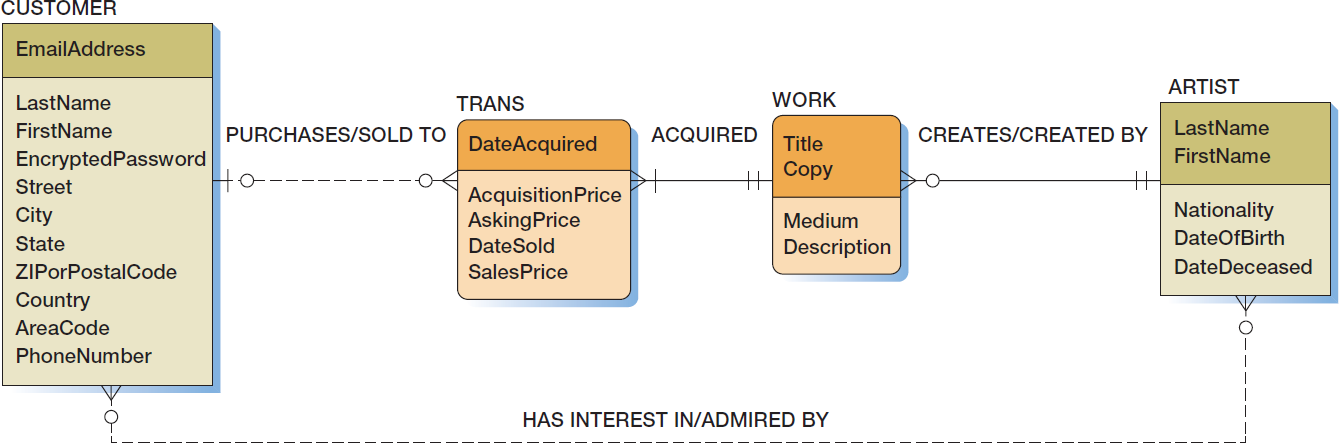 CUSTOMER
EmailAddress
LastName
FirstName
EncryptedPassword
Street
City
State
ZIPorPostalCode
Country
AreaCode
PhoneNumber
PURCHASES/SOLD TO
TRANS
DateAcquired
AcquisitionPrice
AskingPrice
DateSold
SalesPrice
ACQUIRED
WORK
Title
Copy
Medium
Description
CREATES/CREATED BY
ARTIST
LastName
FirstName
Nationality
DateOfBirth
DateDeceased
HAS INTEREST IN/ADMIRED BY